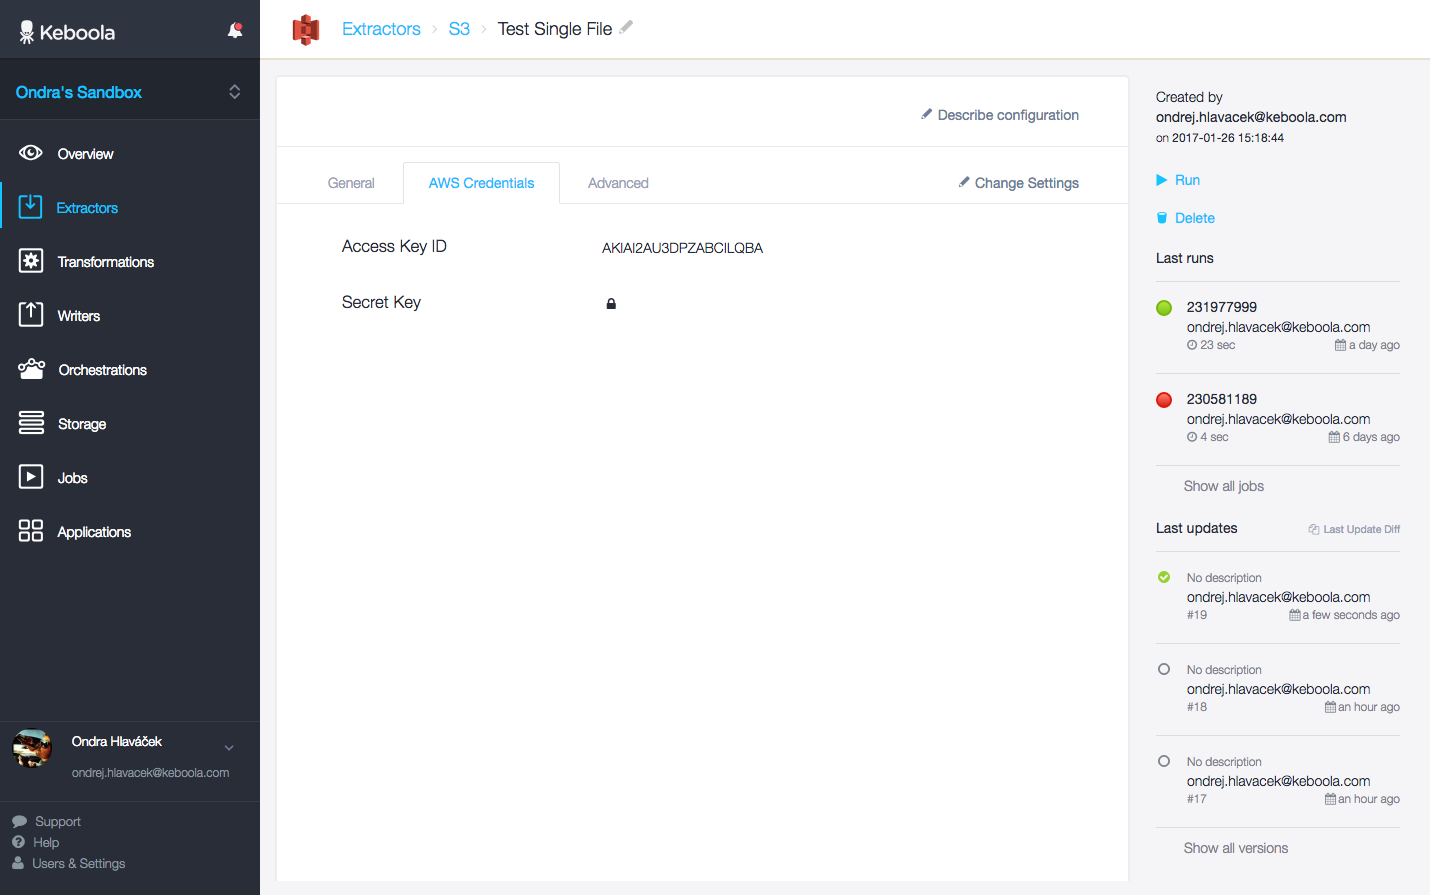 Keboola
Ondra's Sandbox
Overview
Extractors
Transformations
Writers
Orchestrations
Storage
Jobs
Applications
Ondra Hlaváček
ondrej.hlavacek@keboola.com
Support
Help
Users & Settings
Extractors › S3 › Test Single File
Describe configuration
General
AWS Credentials
Advanced
Change Settings
Access Key ID
AKIAI2AU3DPZABCILQBA
Secret Key
Created by
ondrej.hlavacek@keboola.com
on 2017-01-26 15:18:44
Run
Delete
Last runs
231977999
ondrej.hlavacek@keboola.com
23 sec a day ago
230581189
ondrej.hlavacek@keboola.com
4 sec 6 days ago
Show all jobs
Last updates Last Update Diff
No description
ondrej.hlavacek@keboola.com
#19 a few seconds ago
No description
ondrej.hlavacek@keboola.com
#18 an hour ago
No description
ondrej.hlavacek@keboola.com
#17 an hour ago
Show all versions